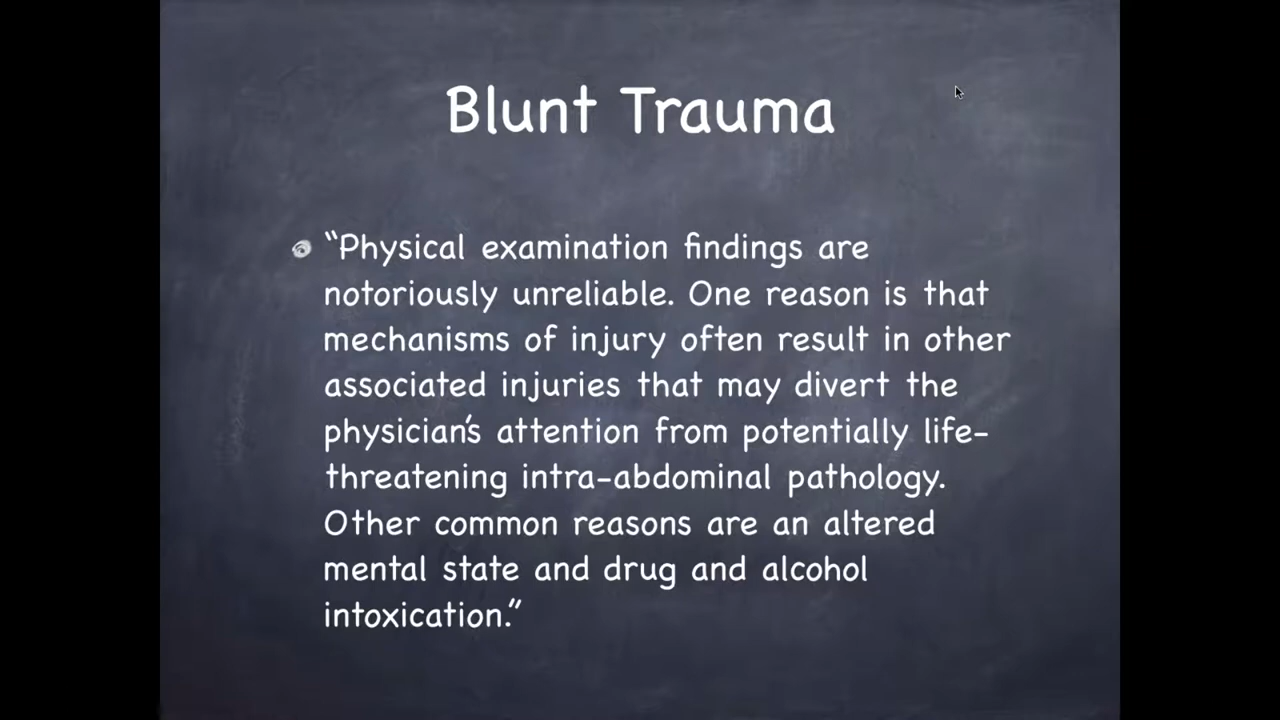 Blunt Trauma
“Physical examination findings are
notoriously unreliable. One reason is that
mechanisms of injury often result in other
associated injuries that may divert the
physician’s attention from potentially life-
threatening intra-abdominal pathology.
Other common reasons are an altered
mental state and drug and alcohol
intoxication.”